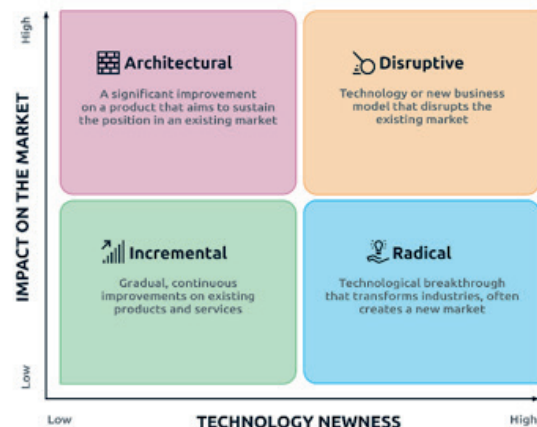 High
IMPACT ON THE MARKET
Low
Architectural
A significant improvement
on a product that aims to sustain
the position in an existing market
Disruptive
Technology or new business
model that disrupts the
existing market
Incremental
Gradual, continuous
improvements on existing
products and services
Radical
Technological breakthrough
that transforms industries, often
creates a new market
Low
TECHNOLOGY NEWNESS
High